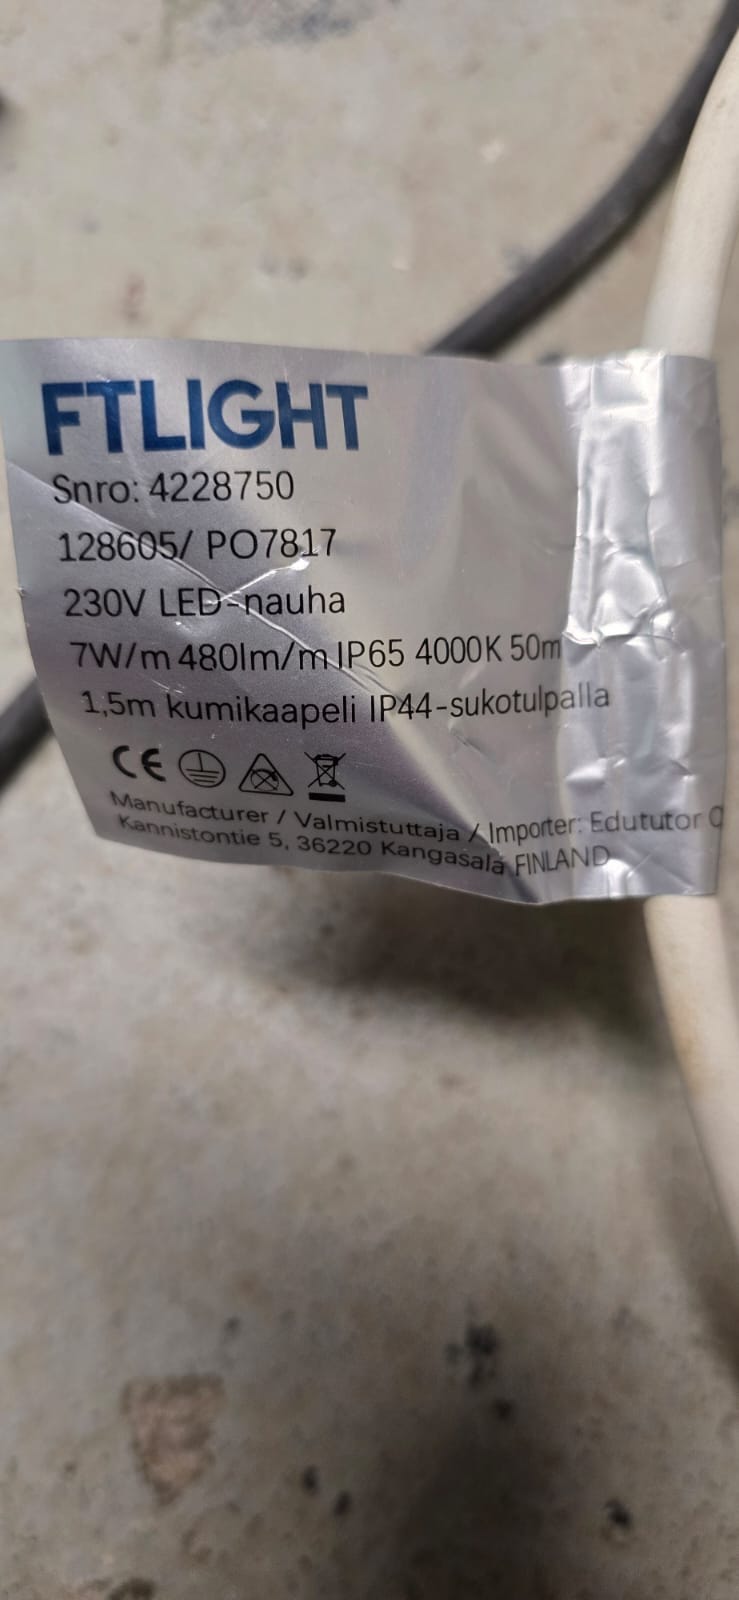 FTLIGHT
Snro: 4228750
128605/ PO7817
230V LED-nauha
7W/m 480lm/m IP65 4000K 50m
1,5m kumikaapeli IP44-sukotulpalla
CE
Manufacturer / Valmistuttaja / Importer: Edututor O
Kannistontie 5, 36220 Kangasala FINLAND